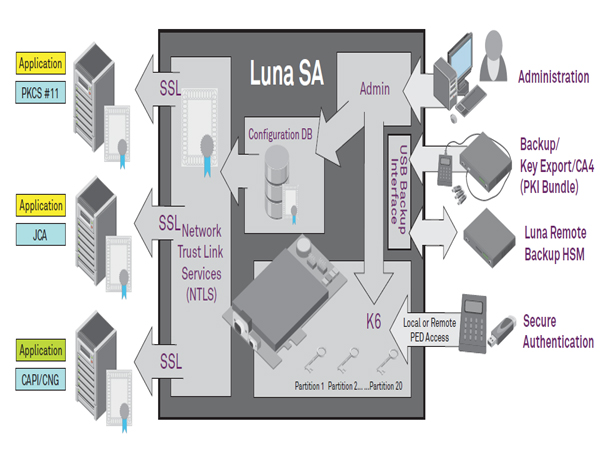 Luna SA
Application
PKCS #11
SSL
Application
JCA
SSL
Application
CAPI/CNG
SSL
Network
Trust Link
Services
(NTLS)
Configuration DB
Admin
USB Backup
Interface
K6
Partition 1 Partition 2... ...Partition 20
Local or Remote
PED Access
Administration
Backup/
Key Export/CA4
(PKI Bundle)
Luna Remote
Backup HSM
Secure
Authentication